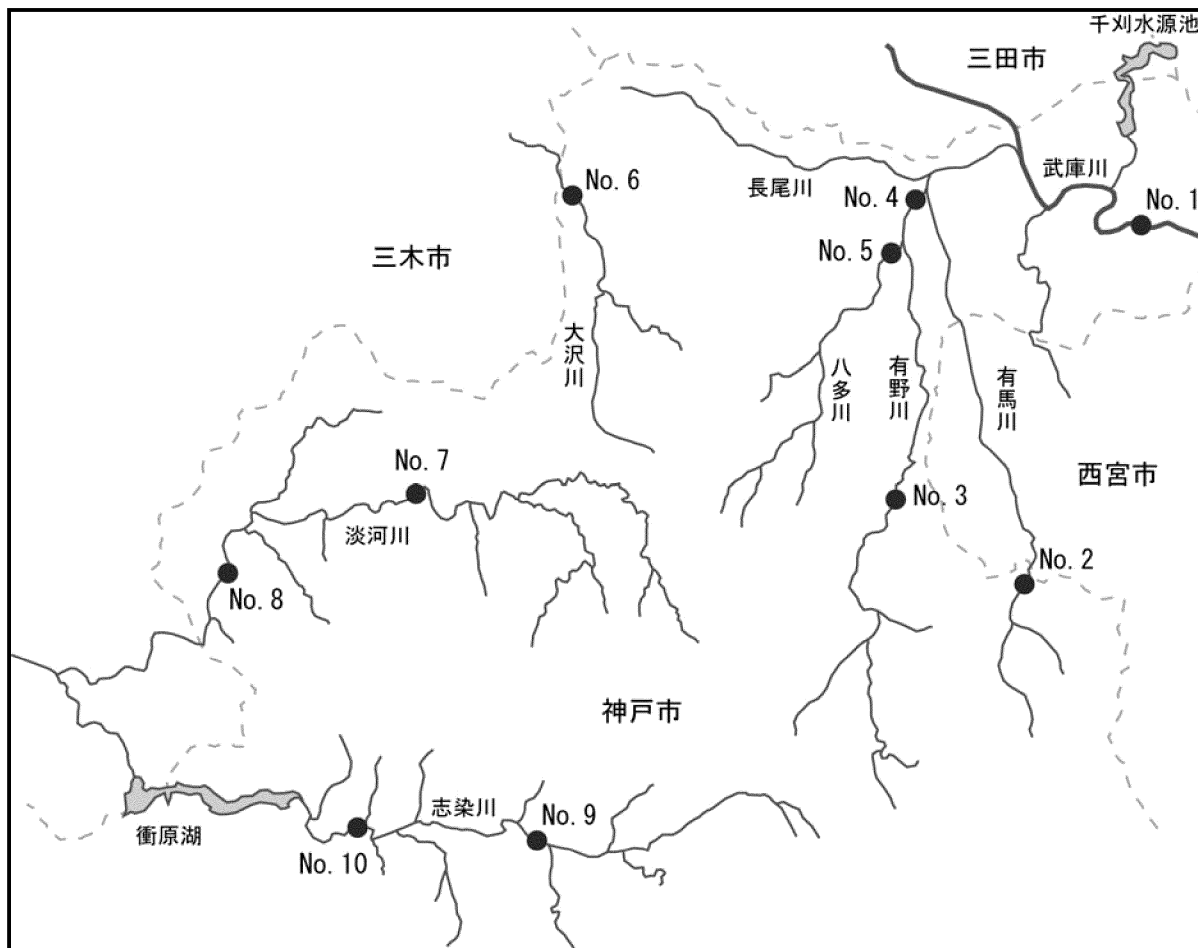 千刈水源池
三田市
武庫川
No. 1
No. 6
長尾川
No. 4
No. 5
三木市
大沢川
八多川
有野川
有馬川
西宮市
No. 7
淡河川
No. 3
No. 2
No. 8
神戸市
志染川
No. 9
衝原湖
No. 10